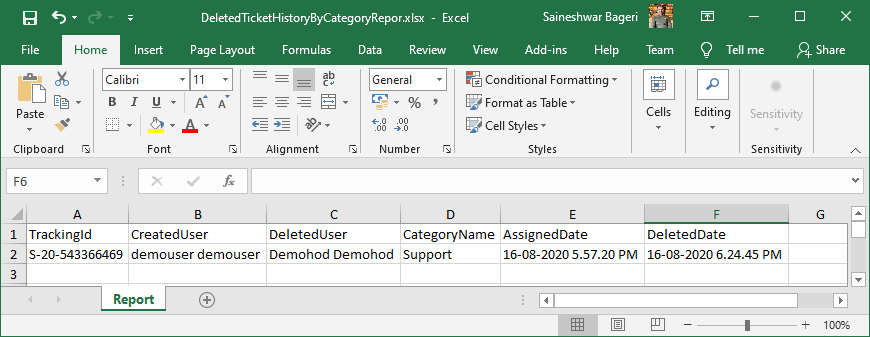 DeletedTicketHistoryByCategoryRepor.xlsx - Excel Saineshwar Bageri
File Home Insert Page Layout Formulas Data Review View Add-ins Help Team Tell me Share
Calibri 11 ab General Conditional Formatting
Format as Table
Cell Styles
Paste B I U A A A % , Cells Editing Sensitivity
Clipboard Font Alignment Number Styles Sensitivity
F6 fx
A B C D E F G
1 TrackingId CreatedUser DeletedUser CategoryName AssignedDate DeletedDate
2 S-20-543366469 demouser demouser Demohod Demohod Support 16-08-2020 5.57.20 PM 16-08-2020 6.24.45 PM
3
Report
100%